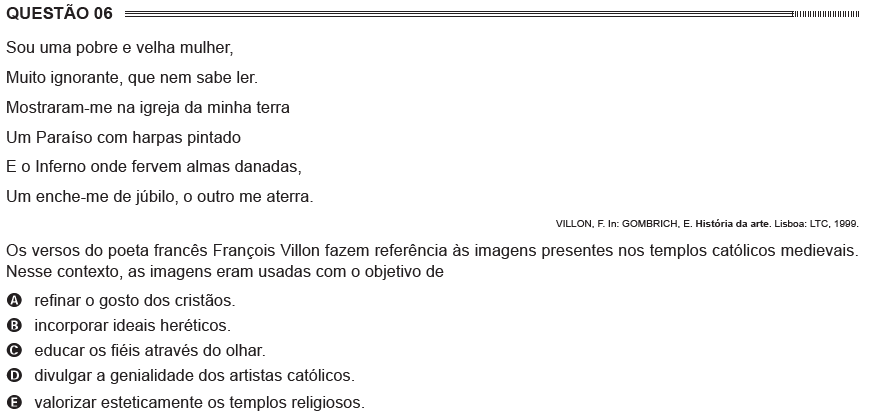 QUESTÃO 06
Sou uma pobre e velha mulher,
Muito ignorante, que nem sabe ler.
Mostraram-me na igreja da minha terra
Um Paraíso com harpas pintado
E o Inferno onde fervem almas danadas,
Um enche-me de júbilo, o outro me aterra.
VILLON, F. In: GOMBRICH, E. História da arte. Lisboa: LTC, 1999.
Os versos do poeta francês François Villon fazem referência às imagens presentes nos templos católicos medievais.
Nesse contexto, as imagens eram usadas com o objetivo de
A refinar o gosto dos cristãos.
B incorporar ideais heréticos.
C educar os fiéis através do olhar.
D divulgar a genialidade dos artistas católicos.
E valorizar esteticamente os templos religiosos.